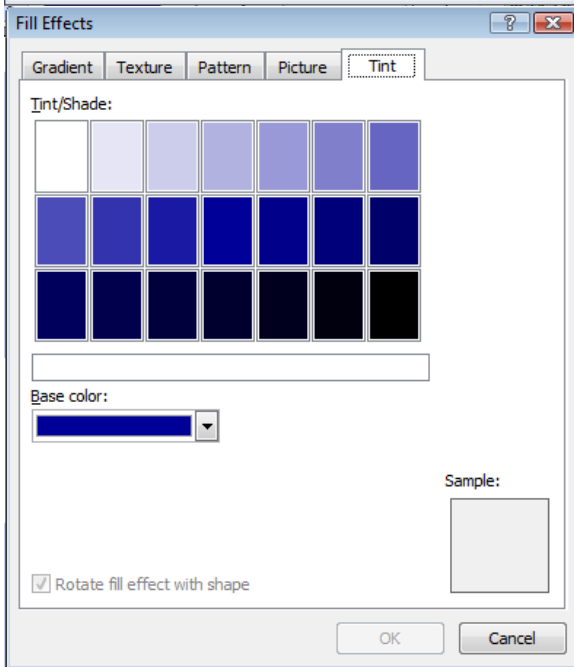 Fill Effects
Gradient Texture Pattern Picture Tint
Tint/Shade:
Base color:
Sample:
Rotate fill effect with shape
OK Cancel